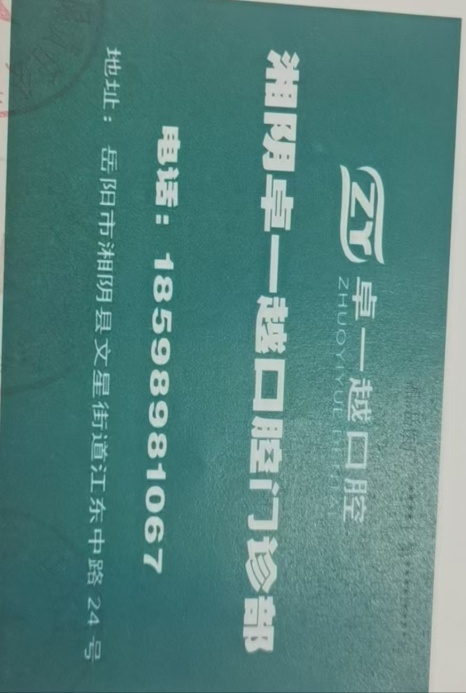 ZY 卓一越口腔
ZHUOYIYUE DENTAL
湘阴卓一越口腔门诊部
电话：18598981067
地址：岳阳市湘阴县文星街道江东中路24号